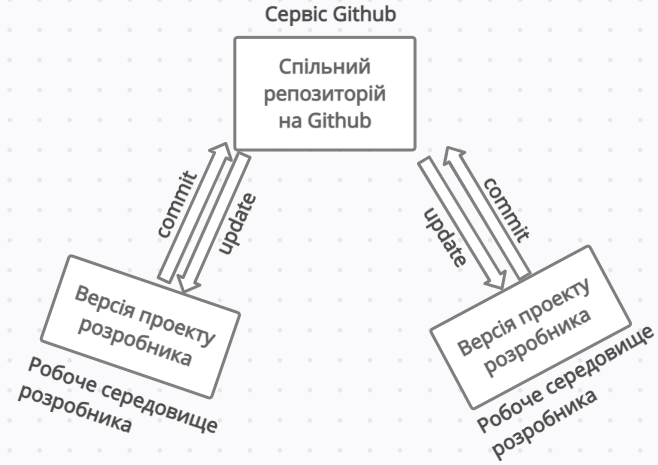 Сервіс Github
Спільний
репозиторій
на Github
commit
update
update
commit
Версія проекту
розробника
Робоче середовище
розробника
Версія проекту
розробника
Робоче середовище
розробника